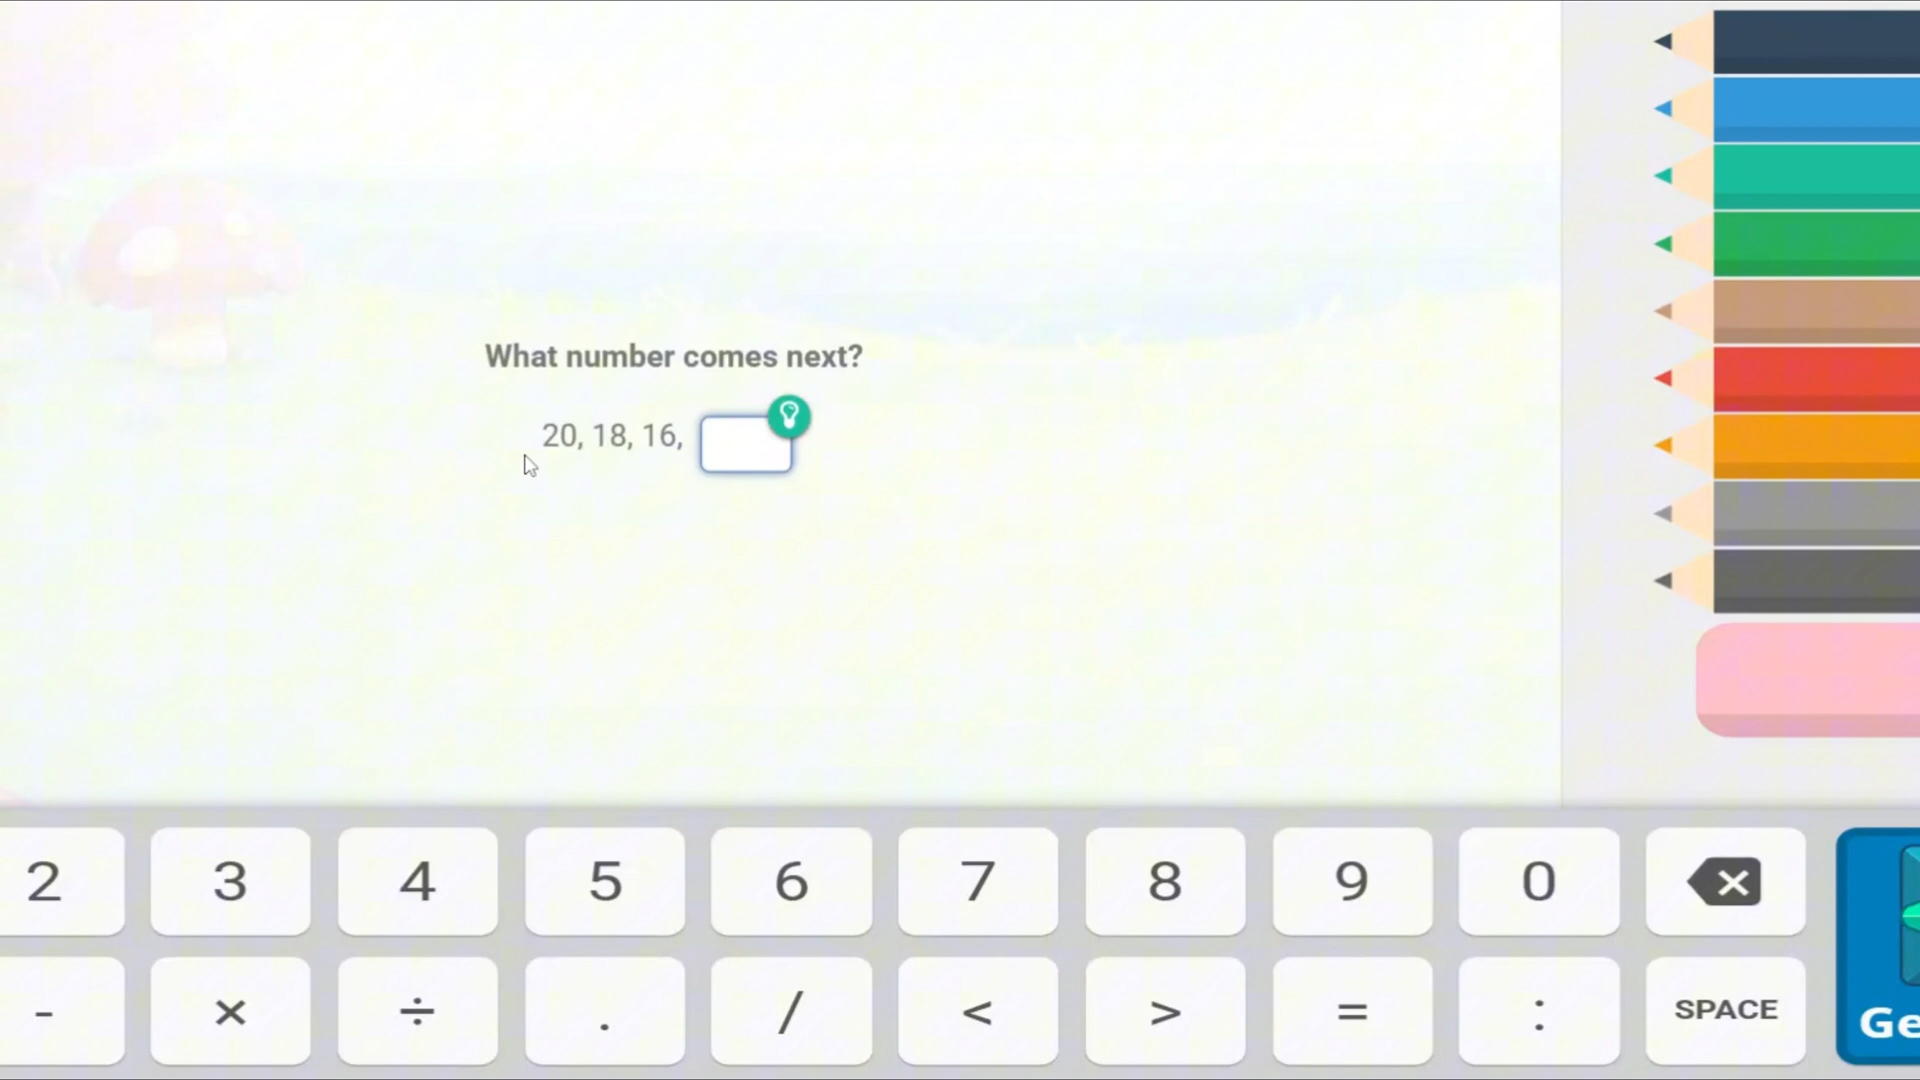 What number comes next?
20, 18, 16,
2 3 4 5 6 7 8 9 0
- × ÷ . / < > = : SPACE
Ge